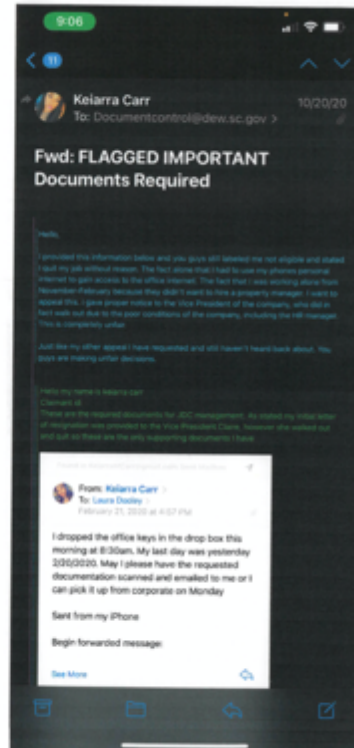 9:06
11
Keiarra Carr
10/20/20
To: Documentcontrol@dew.sc.gov >
Fwd: FLAGGED IMPORTANT
Documents Required
Hello,
I provided this information below and you guys still labeled me not eligible and stated
I quit my job without reason. The fact alone that I had to use my phones personal
internet to gain access to the office internet. The fact that I was working alone from
November-February because they didn't want to hire a property manager. I want to
appeal this. I gave proper notice to the Vice President of the company, who did in
fact walk out due to the poor conditions of the company, including the HR manager.
This is completely unfair.
Just like my other appeal I have requested and still haven't heard back about. You
guys are making unfair decisions.
Hello my name is keiarra carr
Claimant id
These are the required documents for JDC management. As stated my initial letter
of resignation was provided to the Vice President Claire, however she walked out
and quit so these are the only supporting documents I have
From: Keiarra Carr >
To: Laura Dooley >
February 21, 2020 at 4:07 PM
I dropped the office keys in the drop box this
morning at 8:30am. My last day was yesterday
2/20/2020. May I please have the requested
documentation scanned and emailed to me or I
can pick it up from corporate on Monday
Sent from my iPhone
Begin forwarded message:
See More